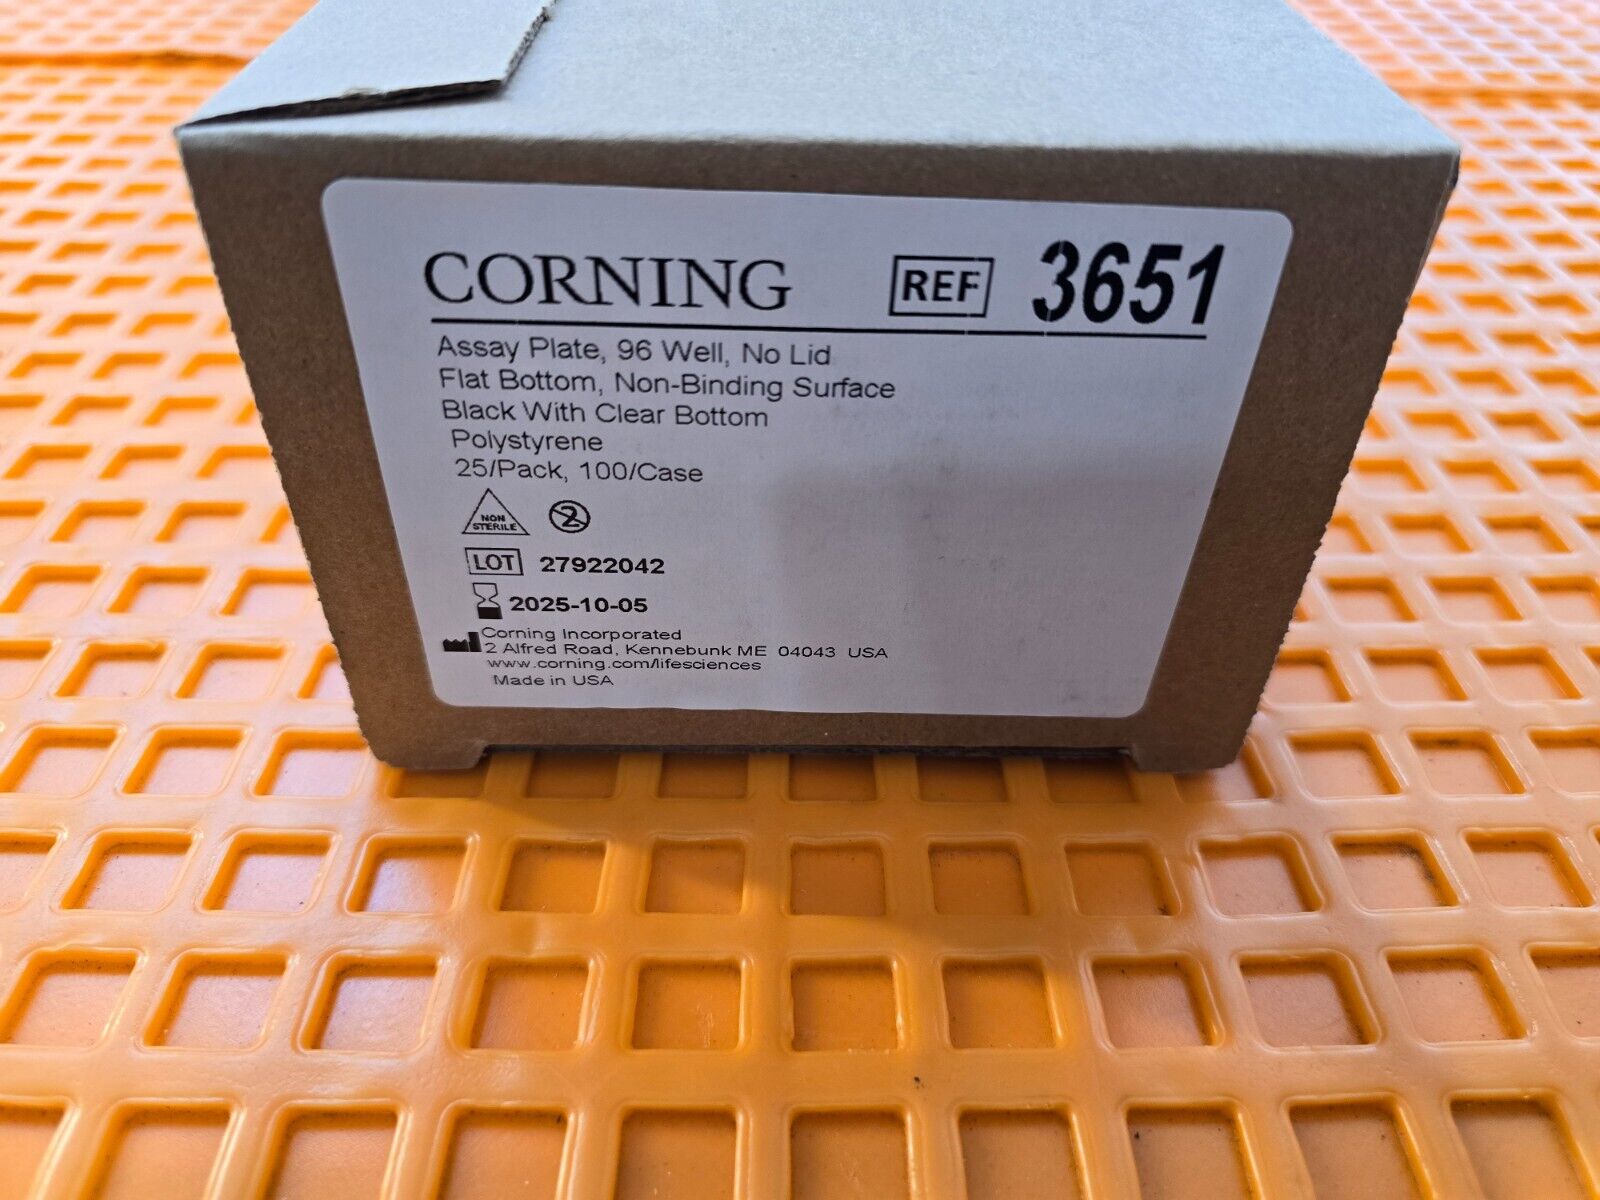 CORNING REF 3651
Assay Plate, 96 Well, No Lid
Flat Bottom, Non-Binding Surface
Black With Clear Bottom
Polystyrene
25/Pack, 100/Case
NON
STERILE
2
LOT 27922042
2025-10-05
Corning Incorporated
2 Alfred Road, Kennebunk ME 04043 USA
www.corning.com/lifesciences
Made in USA